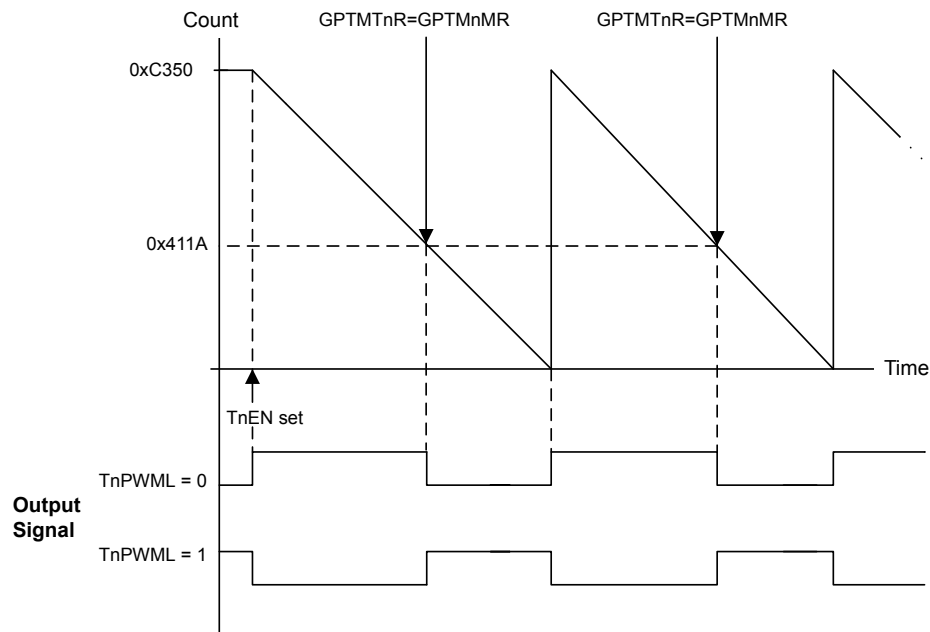 Count
GPTMTnR=GPTMnMR
GPTMTnR=GPTMnMR
0xC350
0x411A
Time
TnEN set
TnPWML = 0
Output
Signal
TnPWML = 1